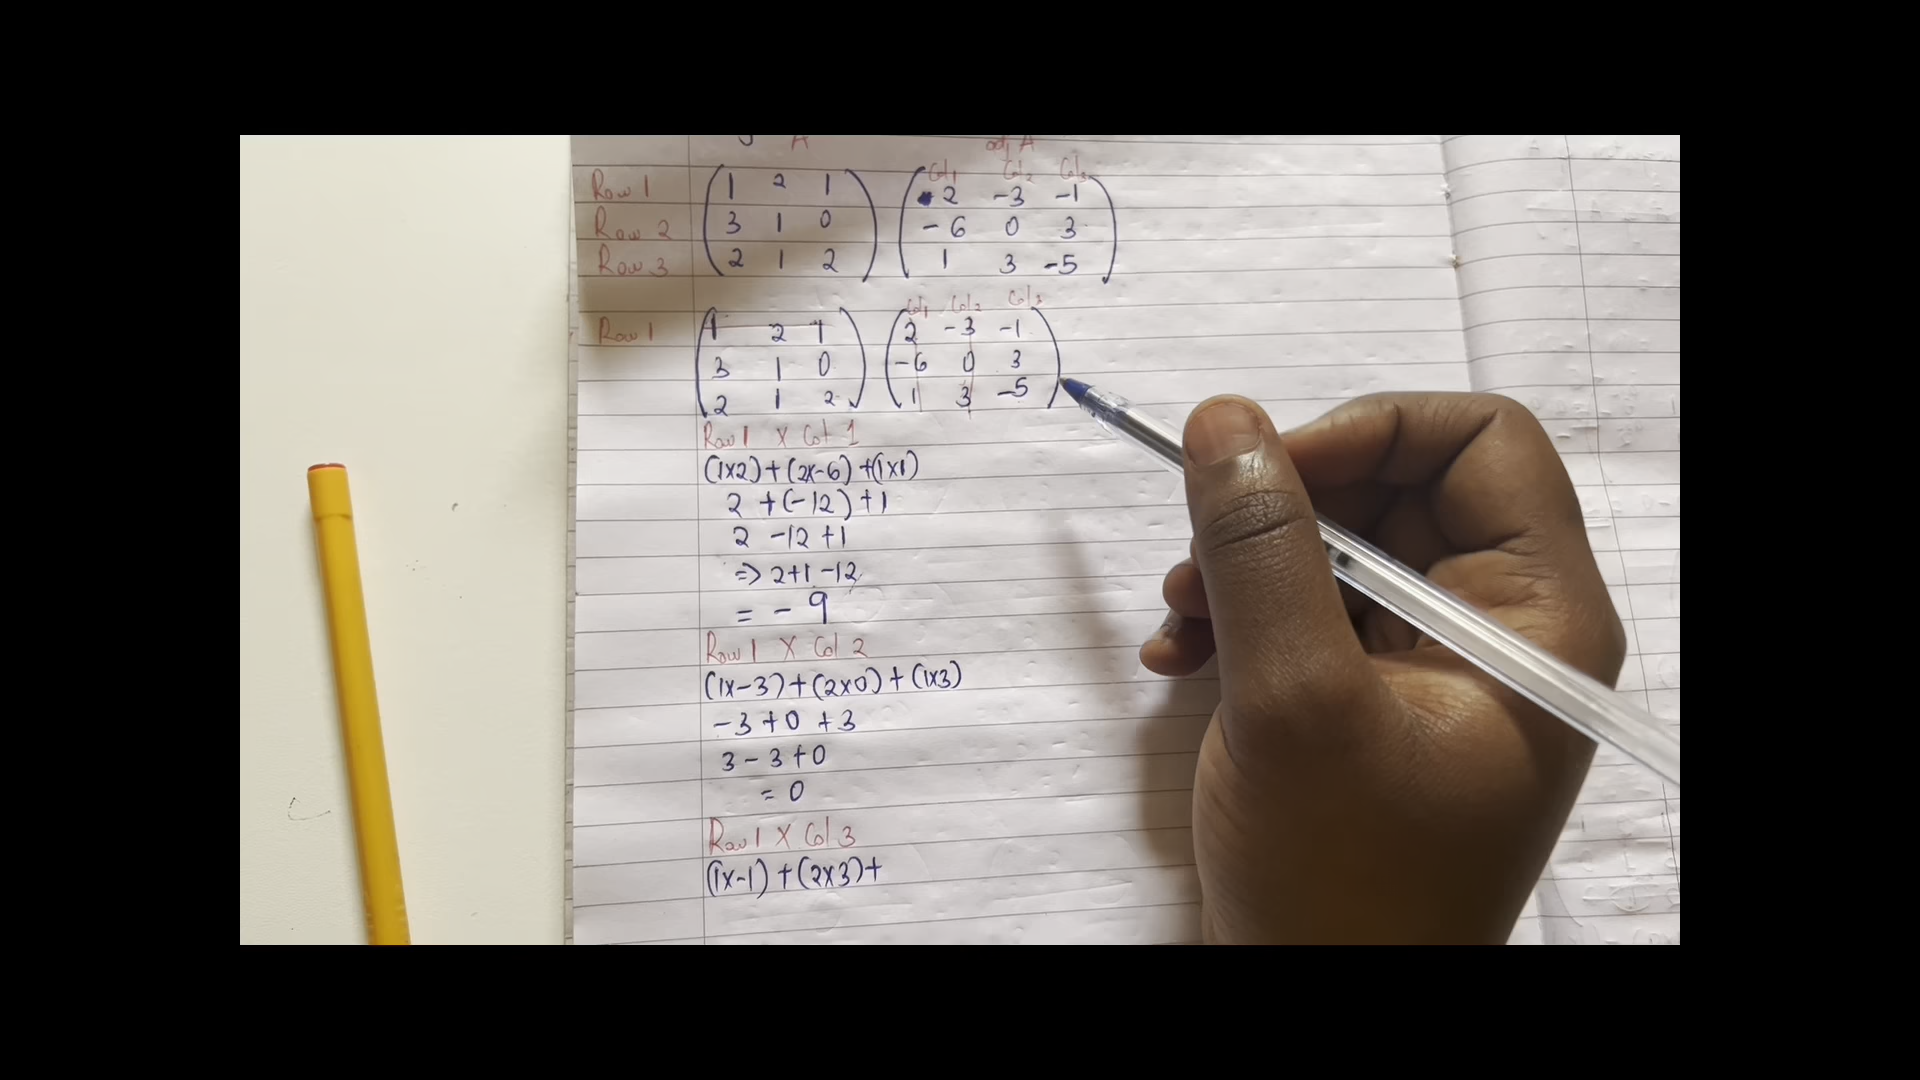 A adj A
Col1 Col2 Col3
Row 1 1 2 1 2 -3 -1
Row 2 3 1 0 -6 0 3
Row 3 2 1 2 1 3 -5
Col1 Col2 Col3
Row 1 1 2 1 2 -3 -1
3 1 0 -6 0 3
2 1 2 1 3 -5
Row 1 X Col 1
(1x2)+(2x-6)+(1x1)
2 +(-12)+1
2 -12+1
=> 2+1-12
= -9
Row 1 X Col 2
(1x-3)+(2x0)+(1x3)
-3+0+3
3-3+0
= 0
Row 1 X Col 3
(1x-1)+(2x3)+